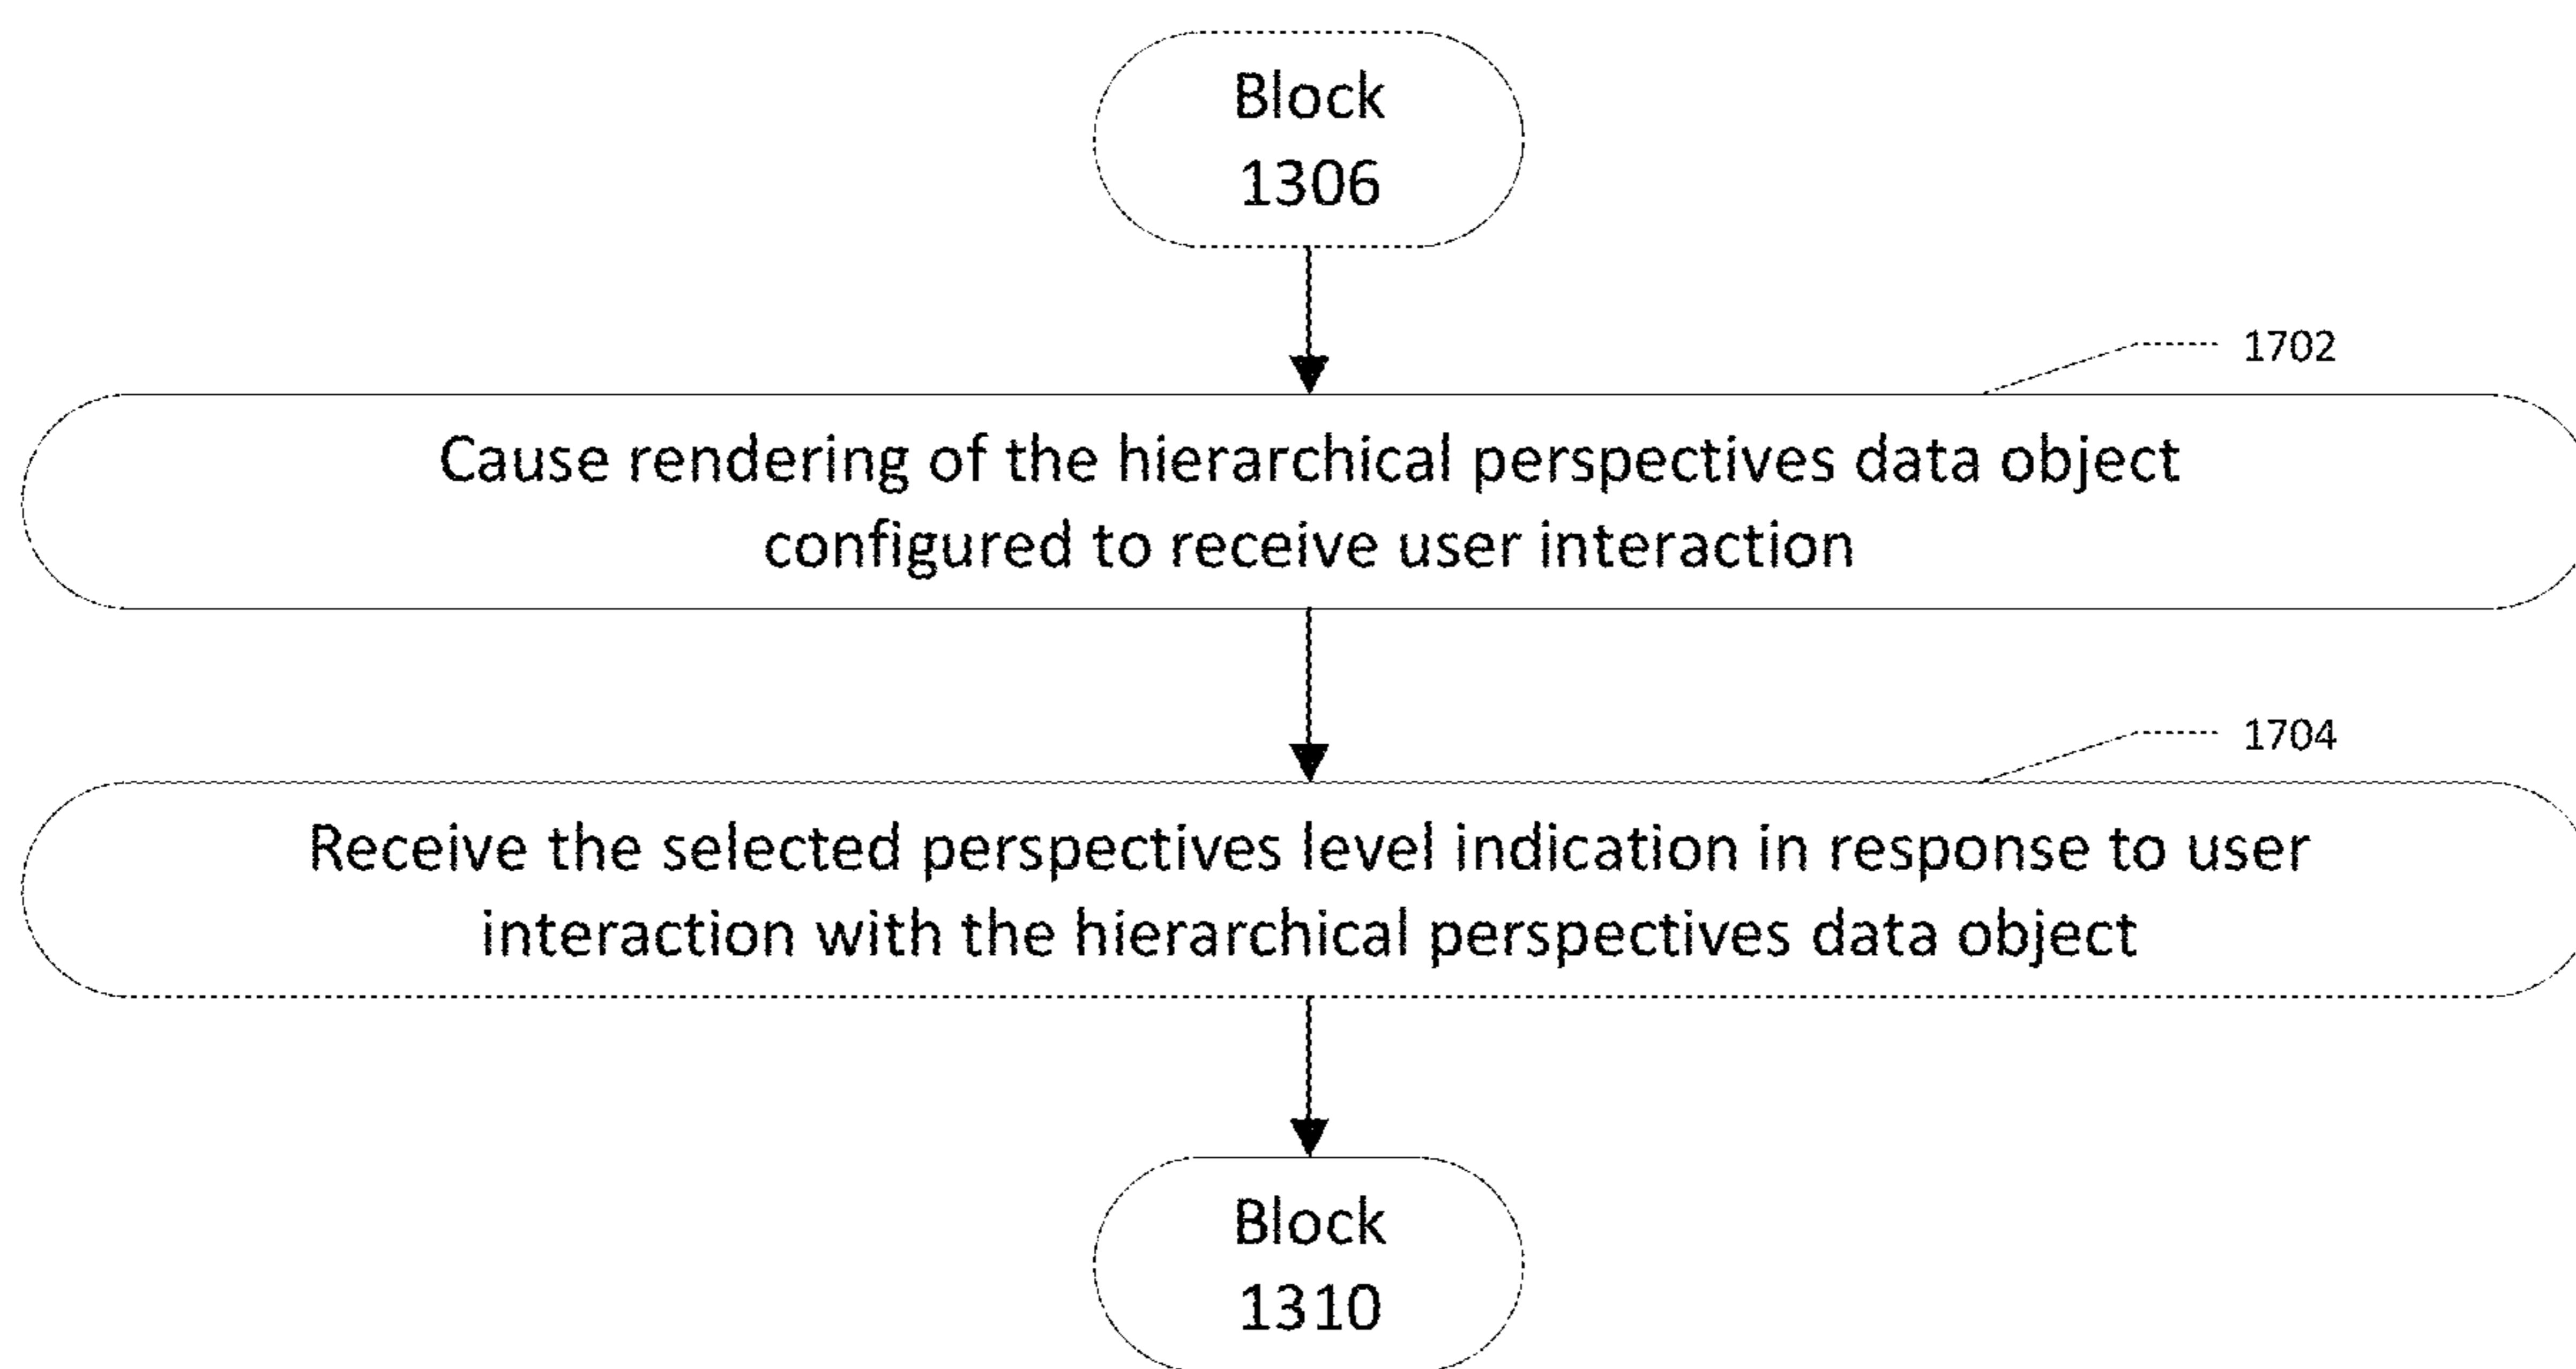 Block
1306
1702
Cause rendering of the hierarchical perspectives data object
configured to receive user interaction
1704
Receive the selected perspectives level indication in response to user
interaction with the hierarchical perspectives data object
Block
1310